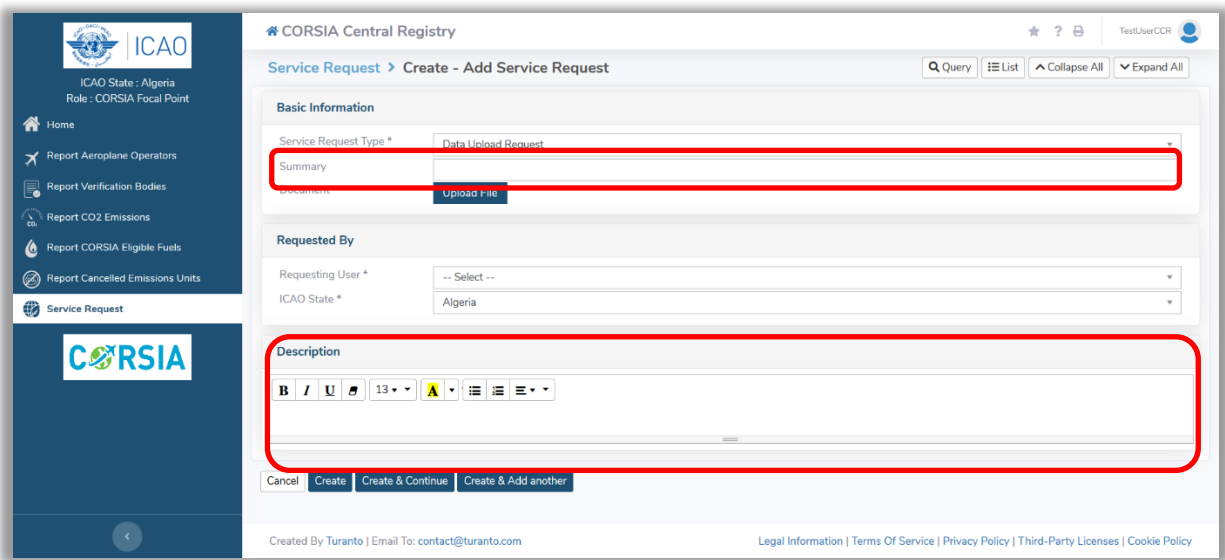 ICAO
CORSIA Central Registry
TestUserCCR
ICAO State : Algeria
Role : CORSIA Focal Point
Service Request > Create - Add Service Request
Query
List
Collapse All
Expand All
Home
Report Aeroplane Operators
Report Verification Bodies
Report CO2 Emissions
Report CORSIA Eligible Fuels
Report Cancelled Emissions Units
Service Request
CORSIA
Basic Information
Service Request Type *
Data Upload Request
Summary
Document
Upload File
Requested By
Requesting User *
-- Select --
ICAO State *
Algeria
Description
B I U 13 A
Cancel
Create
Create & Continue
Create & Add another
Created By Turanto | Email To: contact@turanto.com
Legal Information | Terms Of Service | Privacy Policy | Third-Party Licenses | Cookie Policy